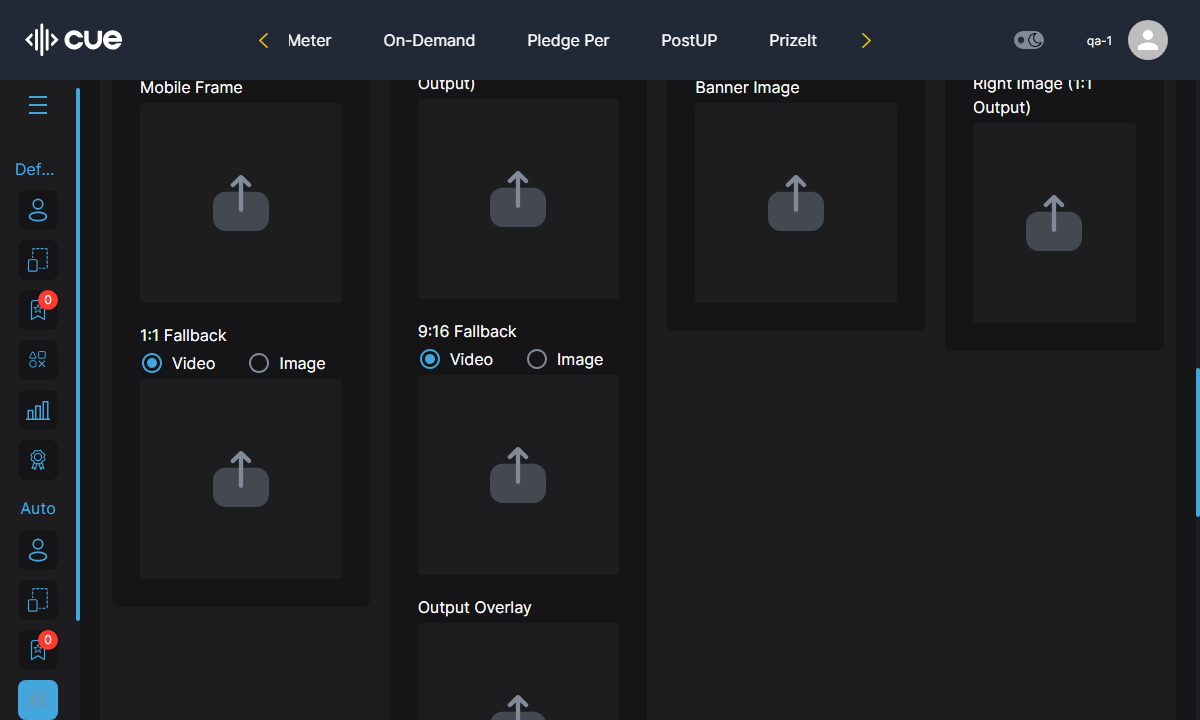 cue
Meter
On-Demand
Pledge Per
PostUP
PrizeIt
qa-1
Def...
0
Auto
0
Mobile Frame
1:1 Fallback
Video
Image
Output)
9:16 Fallback
Video
Image
Output Overlay
Banner Image
Right Image (1:1
Output)